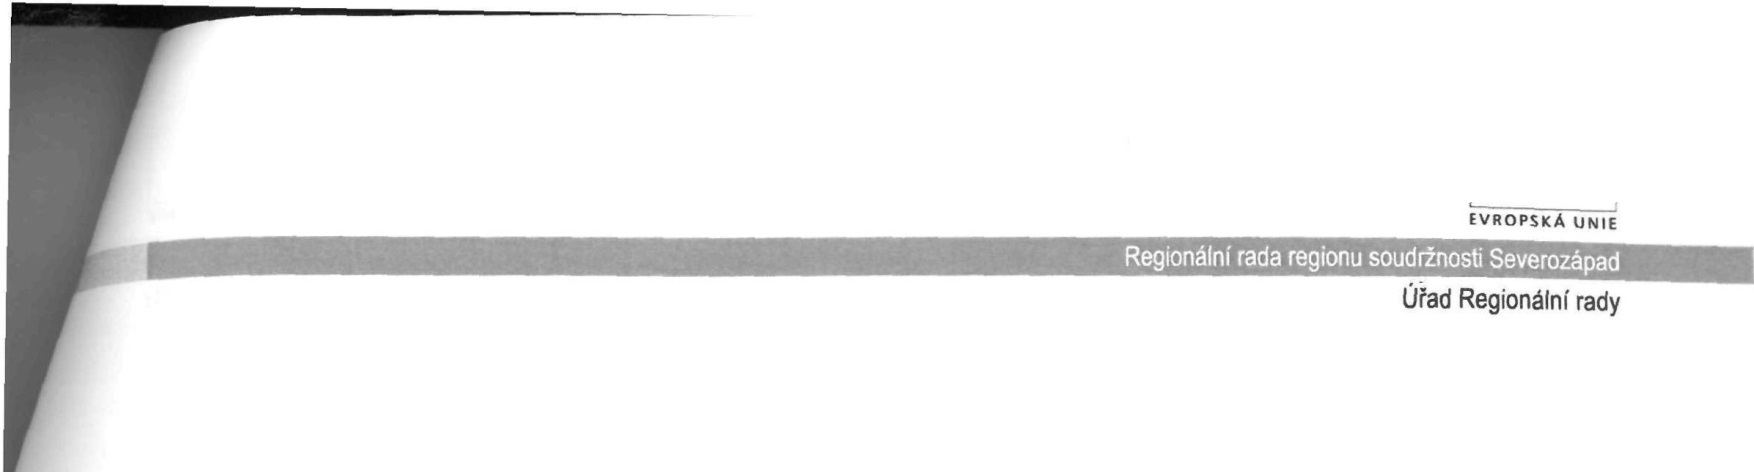 EVROPSKÁ UNIE
Regionální rada regionu soudržnosti Severozápad
Úřad Regionální rady